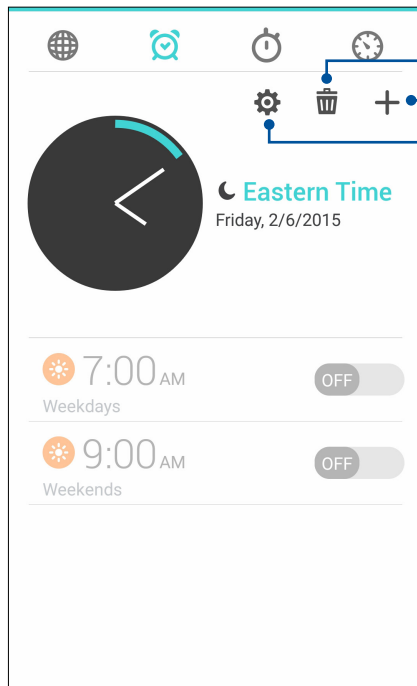 Eastern Time
Friday, 2/6/2015
7:00 AM
OFF
Weekdays
9:00 AM
OFF
Weekends